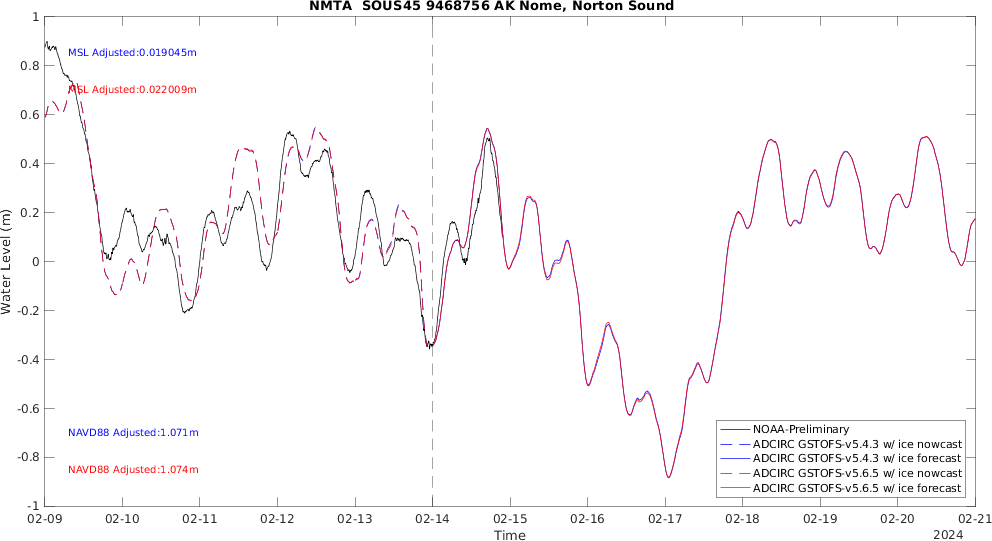 NMTA SOUS45 9468756 AK Nome, Norton Sound
1
0.8
0.6
0.4
0.2
0
-0.2
-0.4
-0.6
-0.8
-1
Water Level (m)
MSL Adjusted:0.019045m
MSL Adjusted:0.022009m
NAVD88 Adjusted:1.071m
NAVD88 Adjusted:1.074m
NOAA-Preliminary
ADCIRC GSTOFS-v5.4.3 w/ ice nowcast
ADCIRC GSTOFS-v5.4.3 w/ ice forecast
ADCIRC GSTOFS-v5.6.5 w/ ice nowcast
ADCIRC GSTOFS-v5.6.5 w/ ice forecast
02-09 02-10 02-11 02-12 02-13 02-14 02-15 02-16 02-17 02-18 02-19 02-20 02-21
Time
2024